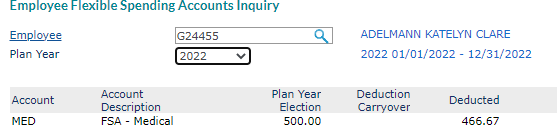 Employee Flexible Spending Accounts Inquiry
Employee G24455 ADELMANN KATELYN CLARE
Plan Year 2022 2022 01/01/2022 - 12/31/2022
Account Account Description Plan Year Election Deduction Carryover Deducted
MED FSA - Medical 500.00 466.67